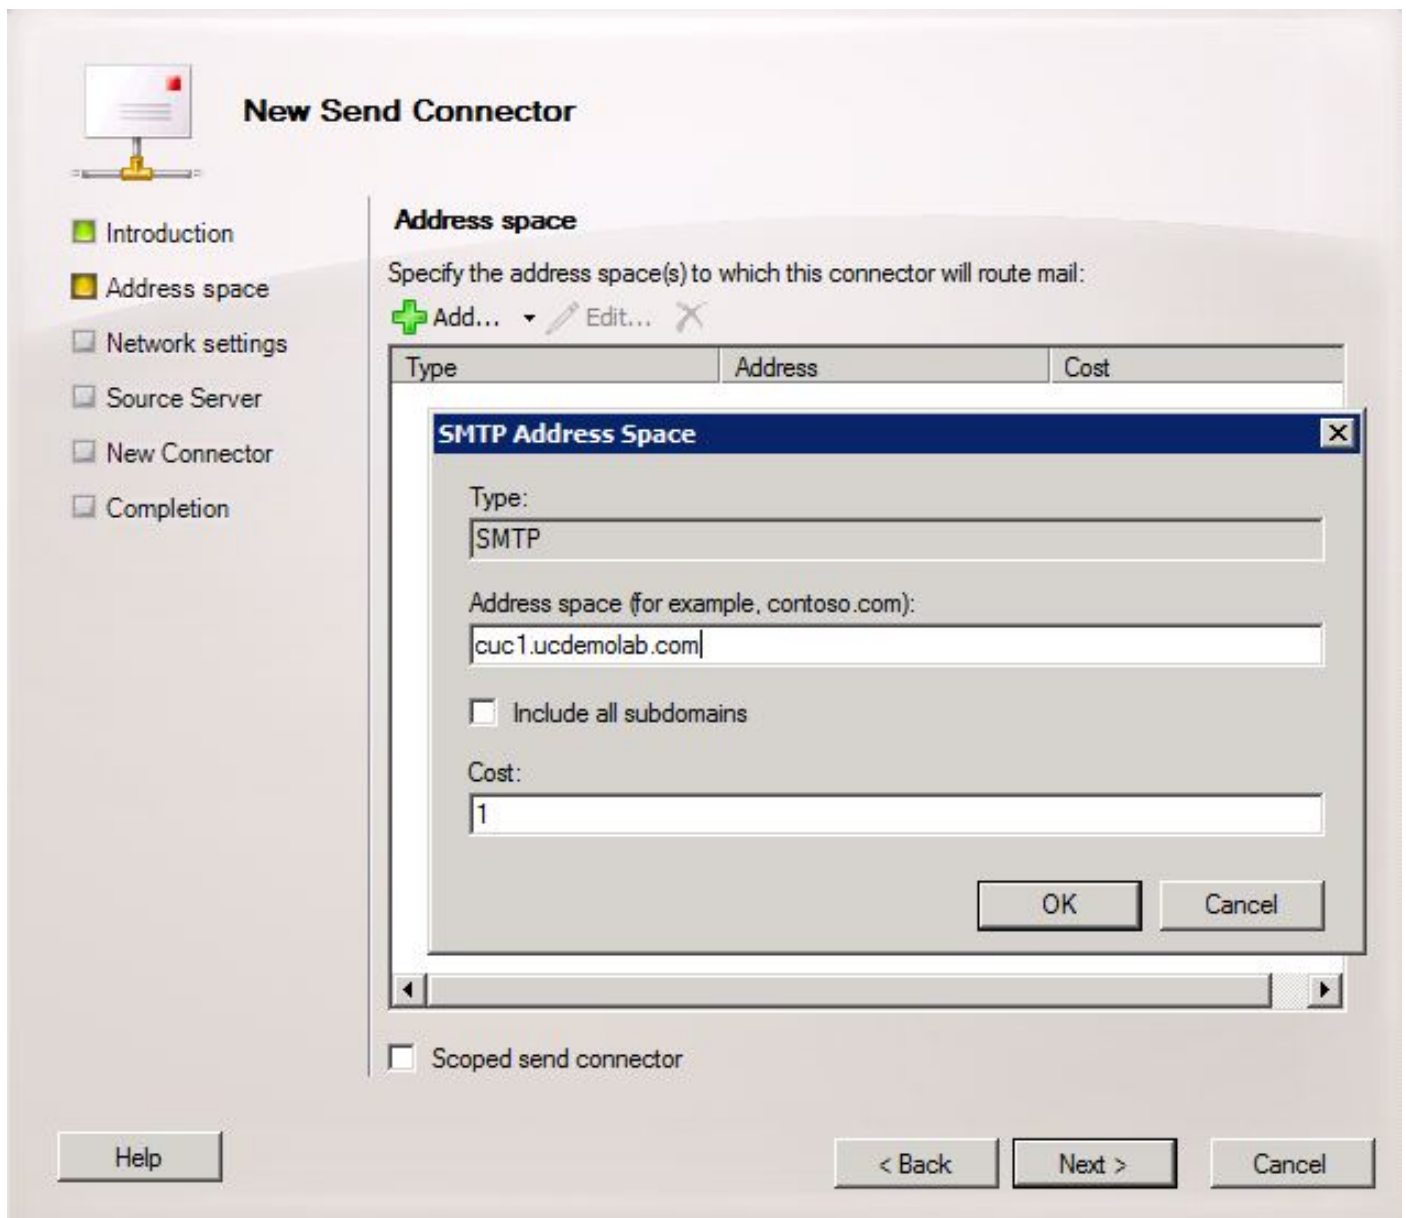 New Send Connector
Introduction
Address space
Network settings
Source Server
New Connector
Completion
Address space
Specify the address space(s) to which this connector will route mail:
Add... Edit...
Type Address Cost
SMTP Address Space
Type:
SMTP
Address space (for example, contoso.com):
cuc1.ucdemolab.com
Include all subdomains
Cost:
1
OK Cancel
Scoped send connector
Help < Back Next > Cancel